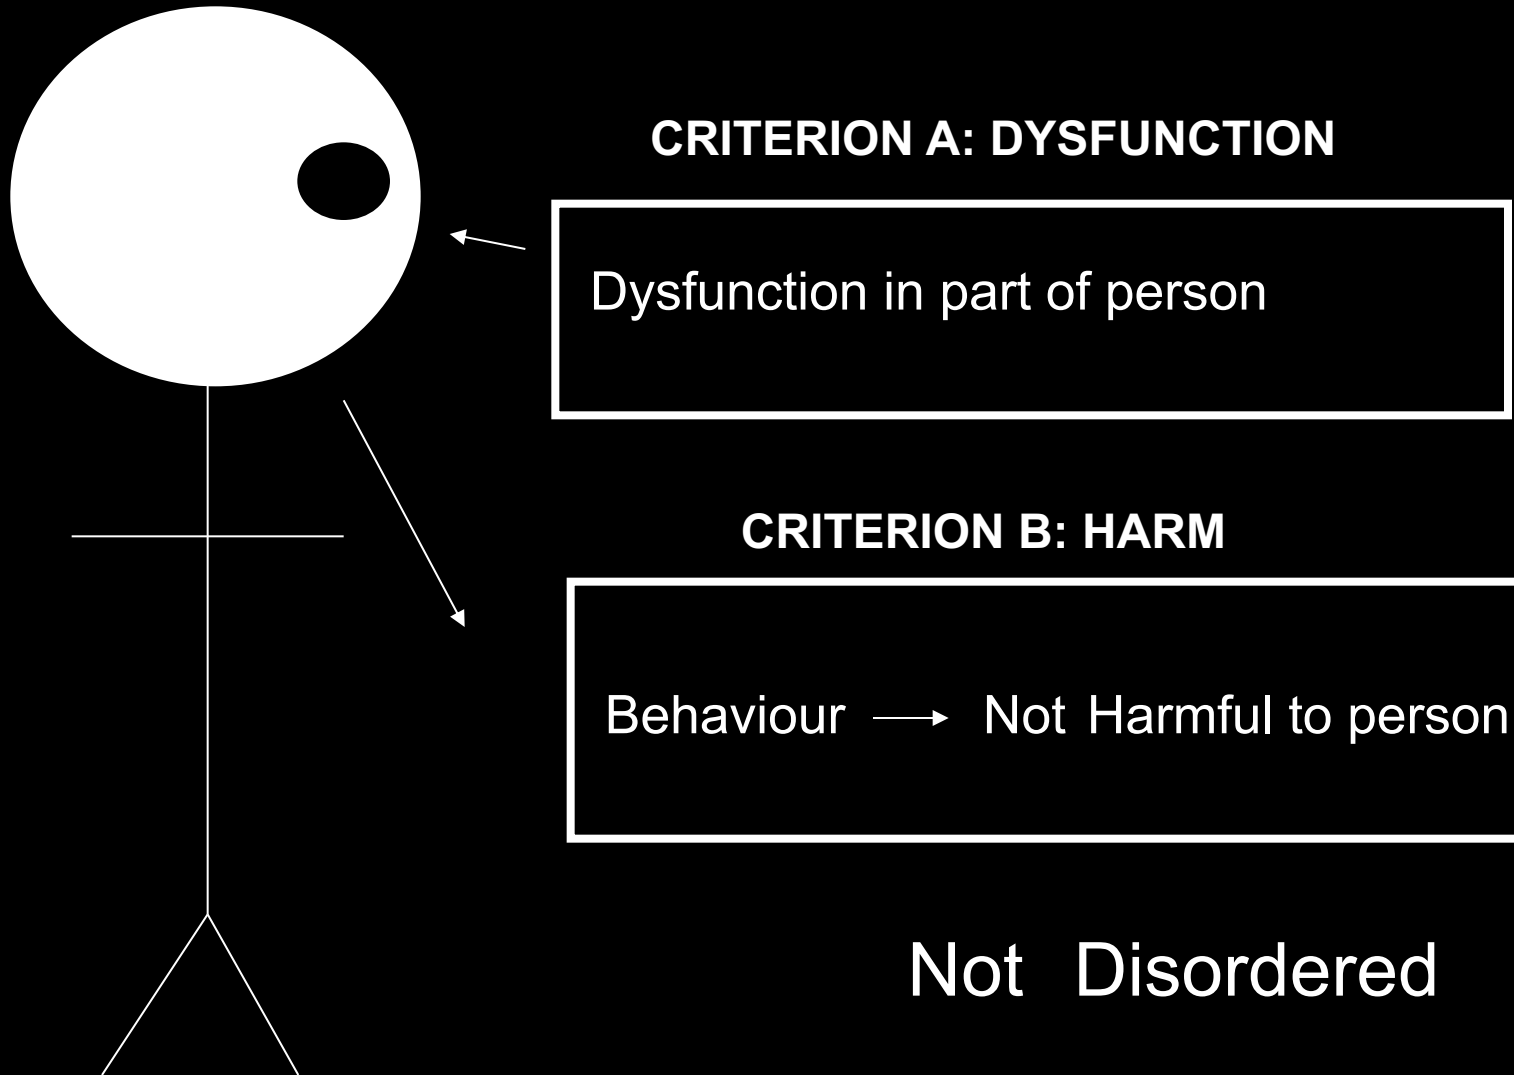 CRITERION A: DYSFUNCTION
Dysfunction in part of person
CRITERION B: HARM
Behaviour Not Harmful to person
Not Disordered